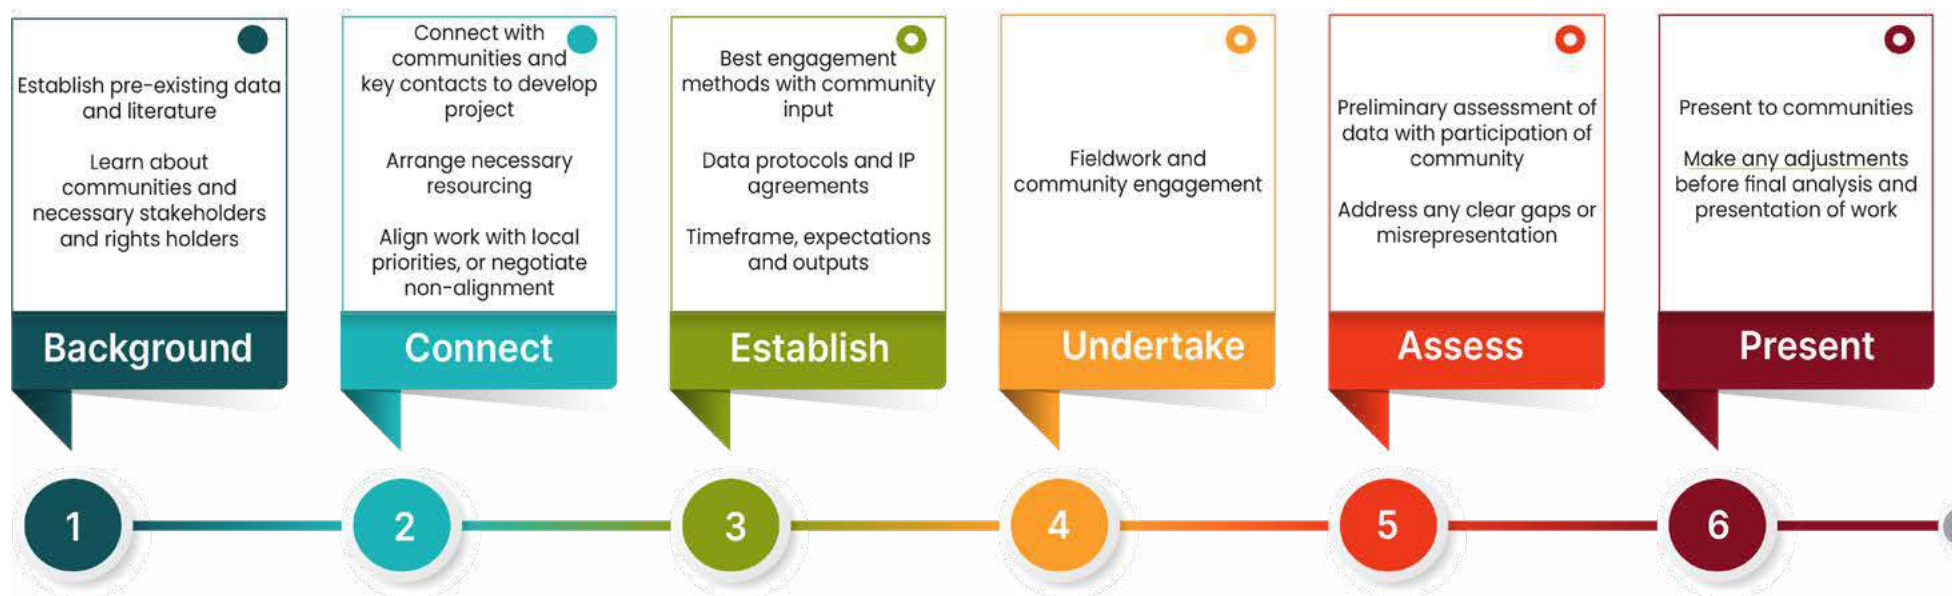 Establish pre-existing data
and literature
Learn about
communities and
necessary stakeholders
and rights holders
Background
1
Connect with
communities and
key contacts to develop
project
Arrange necessary
resourcing
Align work with local
priorities, or negotiate
non-alignment
Connect
2
Best engagement
methods with community
input
Data protocols and IP
agreements
Timeframe, expectations
and outputs
Establish
3
Fieldwork and
community engagement
Undertake
4
Preliminary assessment of
data with participation of
community
Address any clear gaps or
misrepresentation
Assess
5
Present to communities
Make any adjustments
before final analysis and
presentation of work
Present
6